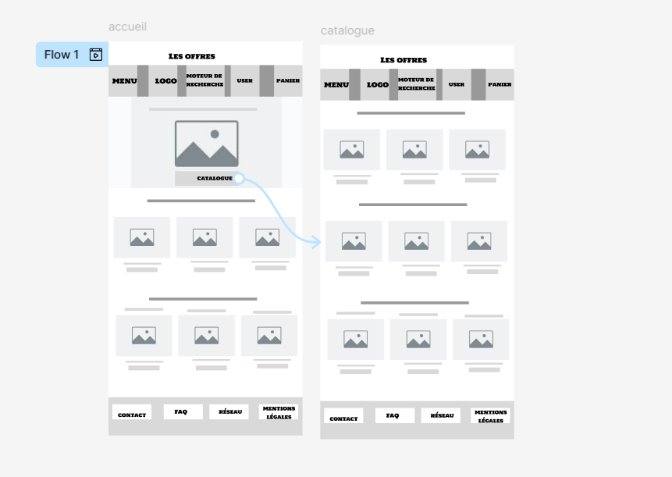 accueil
Flow 1
LES OFFRES
MENU LOGO MOTEUR DE RECHERCHE USER PANIER
CATALOGUE
CONTACT FAQ RÉSEAU MENTIONS LÉGALES
catalogue
LES OFFRES
MENU LOGO MOTEUR DE RECHERCHE USER PANIER
CONTACT FAQ RÉSEAU MENTIONS LÉGALES